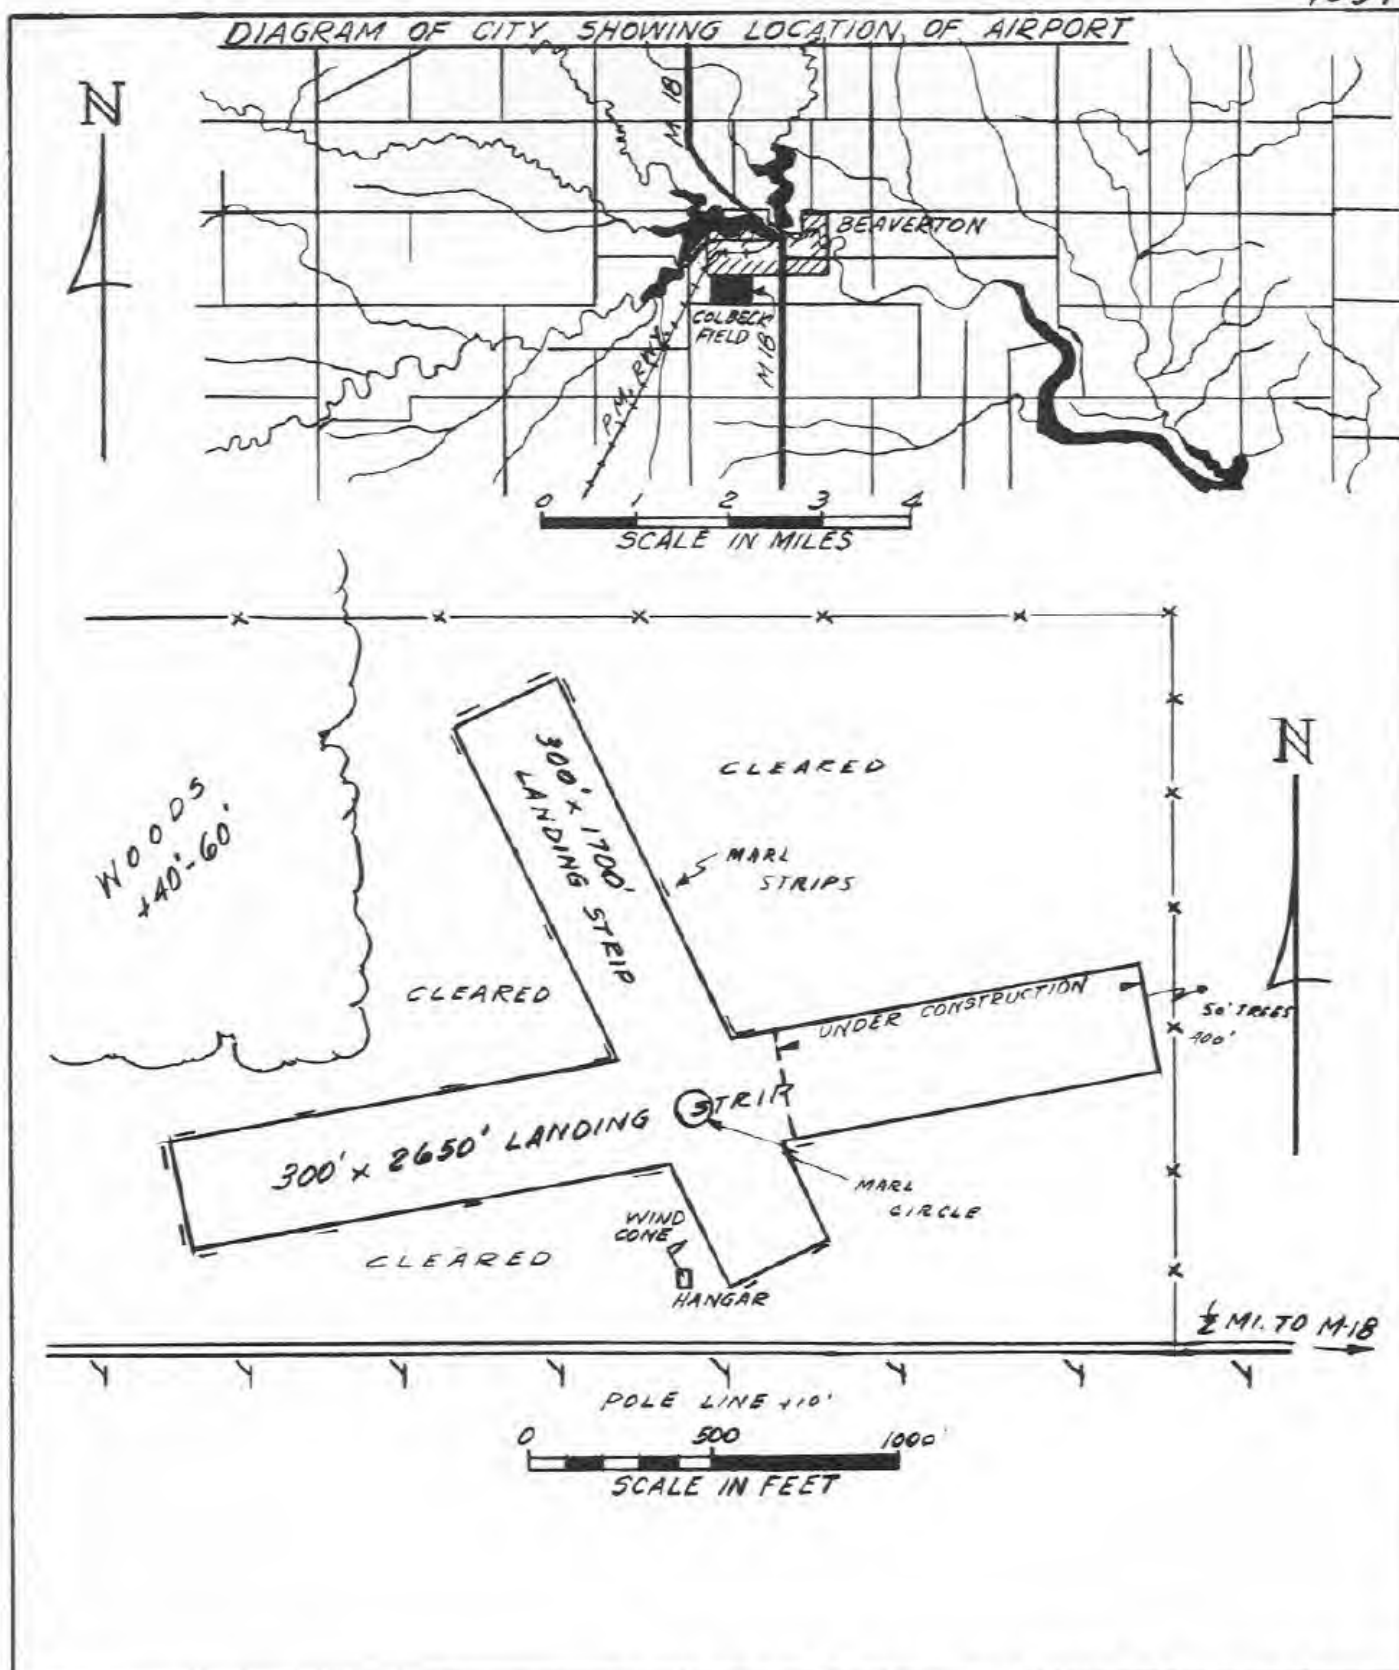 DIAGRAM OF CITY SHOWING LOCATION OF AIRPORT
N
M 18
BEAVERTON
COLBECK
FIELD
M 18
P.M. RWY.
0 1 2 3 4
SCALE IN MILES
N
WOODS
+40'-60'
300' x 1700'
LANDING STRIP
CLEARED
MARL
STRIPS
CLEARED
UNDER CONSTRUCTION
50' TREES
400'
300' x 2650' LANDING STRIP
MARL
CIRCLE
WIND
CONE
CLEARED
HANGAR
1/2 MI. TO M-18
POLE LINE +10'
0 500 1000'
SCALE IN FEET